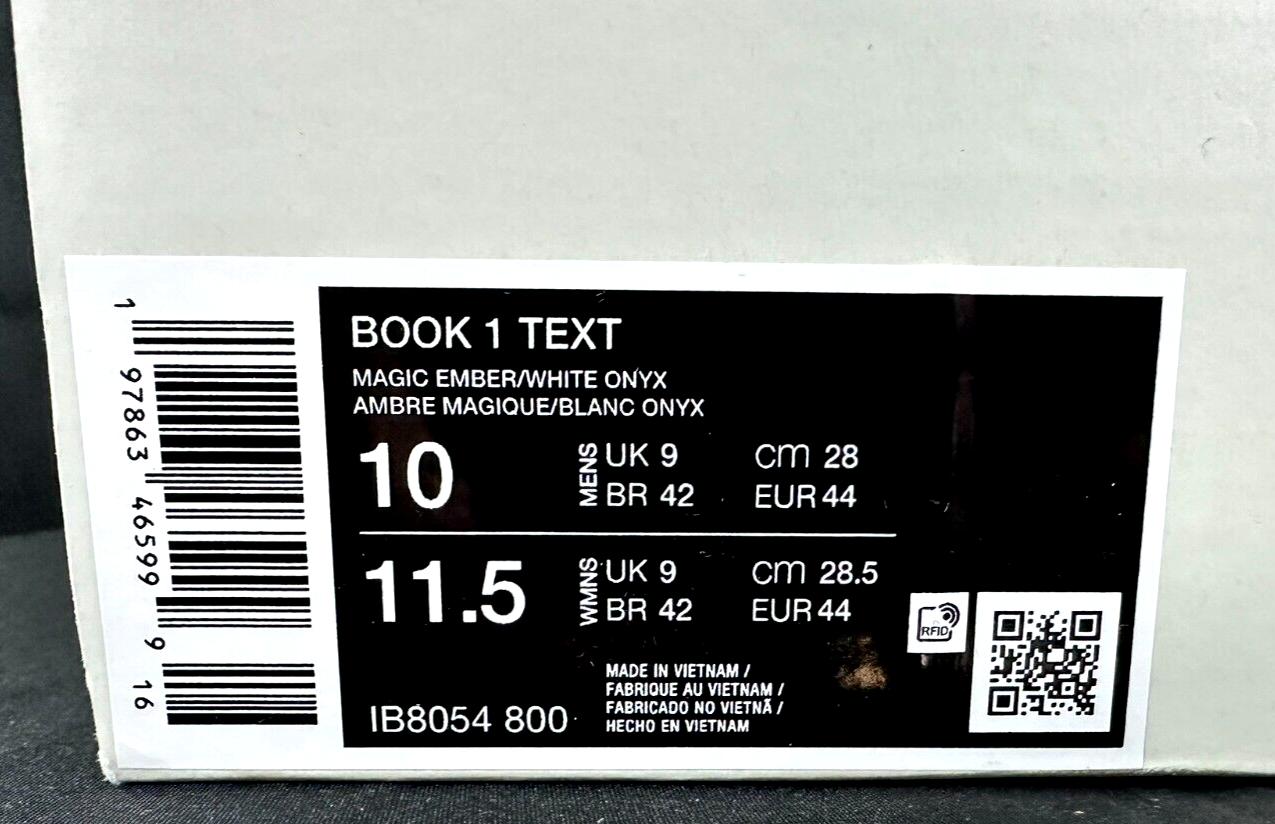 BOOK 1 TEXT
MAGIC EMBER/WHITE ONYX
AMBRE MAGIQUE/BLANC ONYX
10
MENS
UK 9 cm 28
BR 42 EUR 44
11.5
WMNS
UK 9 cm 28.5
BR 42 EUR 44
IB8054 800
MADE IN VIETNAM /
FABRIQUE AU VIETNAM /
FABRICADO NO VIETNÃ /
HECHO EN VIETNAM
RFID
1 97863 46599 9 16